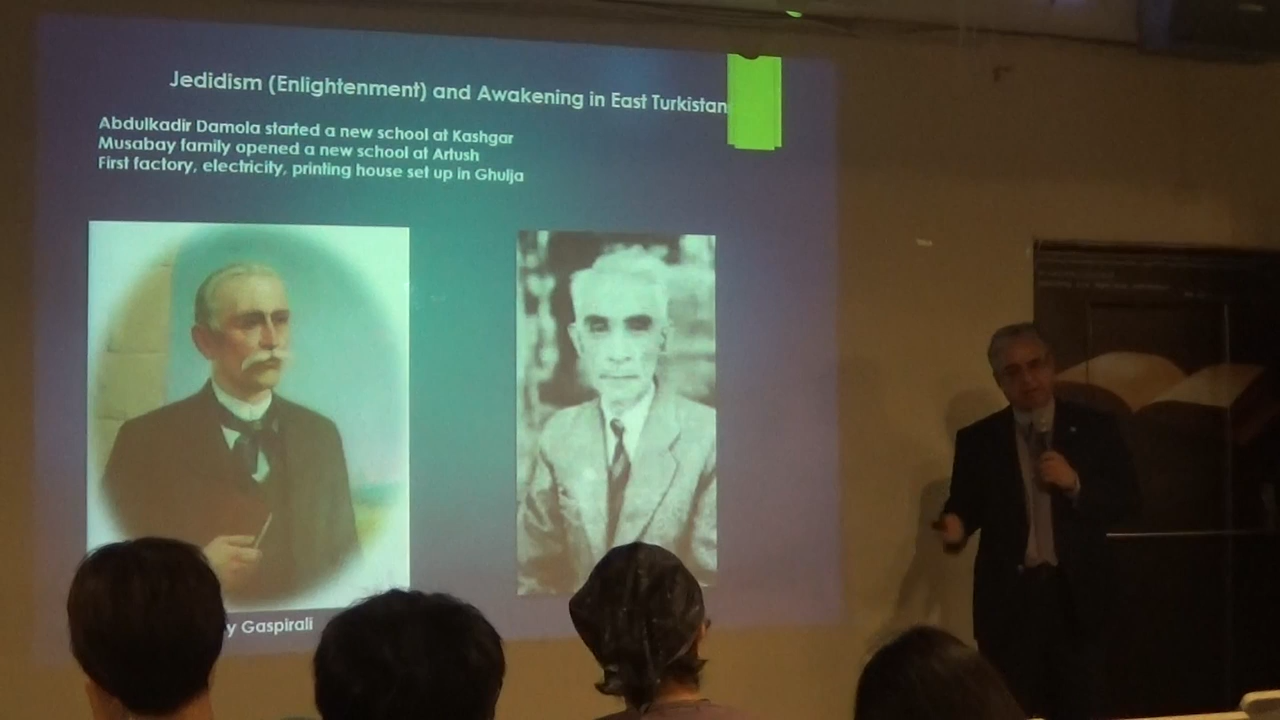 Jedidism (Enlightenment) and Awakening in East Turkistan
Abdulkadir Damola started a new school at Kashgar
Musabay family opened a new school at Artush
First factory, electricity, printing house set up in Ghulja
y Gaspirali